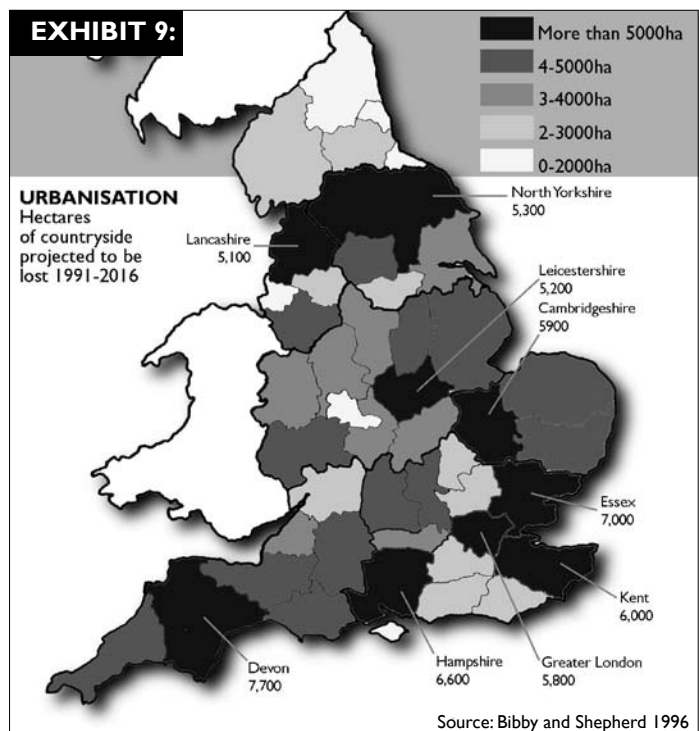 EXHIBIT 9:
More than 5000ha
4-5000ha
3-4000ha
2-3000ha
0-2000ha
URBANISATION
Hectares
of countryside
projected to be
lost 1991-2016
North Yorkshire
5,300
Lancashire
5,100
Leicestershire
5,200
Cambridgeshire
5900
Essex
7,000
Kent
6,000
Devon
7,700
Hampshire
6,600
Greater London
5,800
Source: Bibby and Shepherd 1996